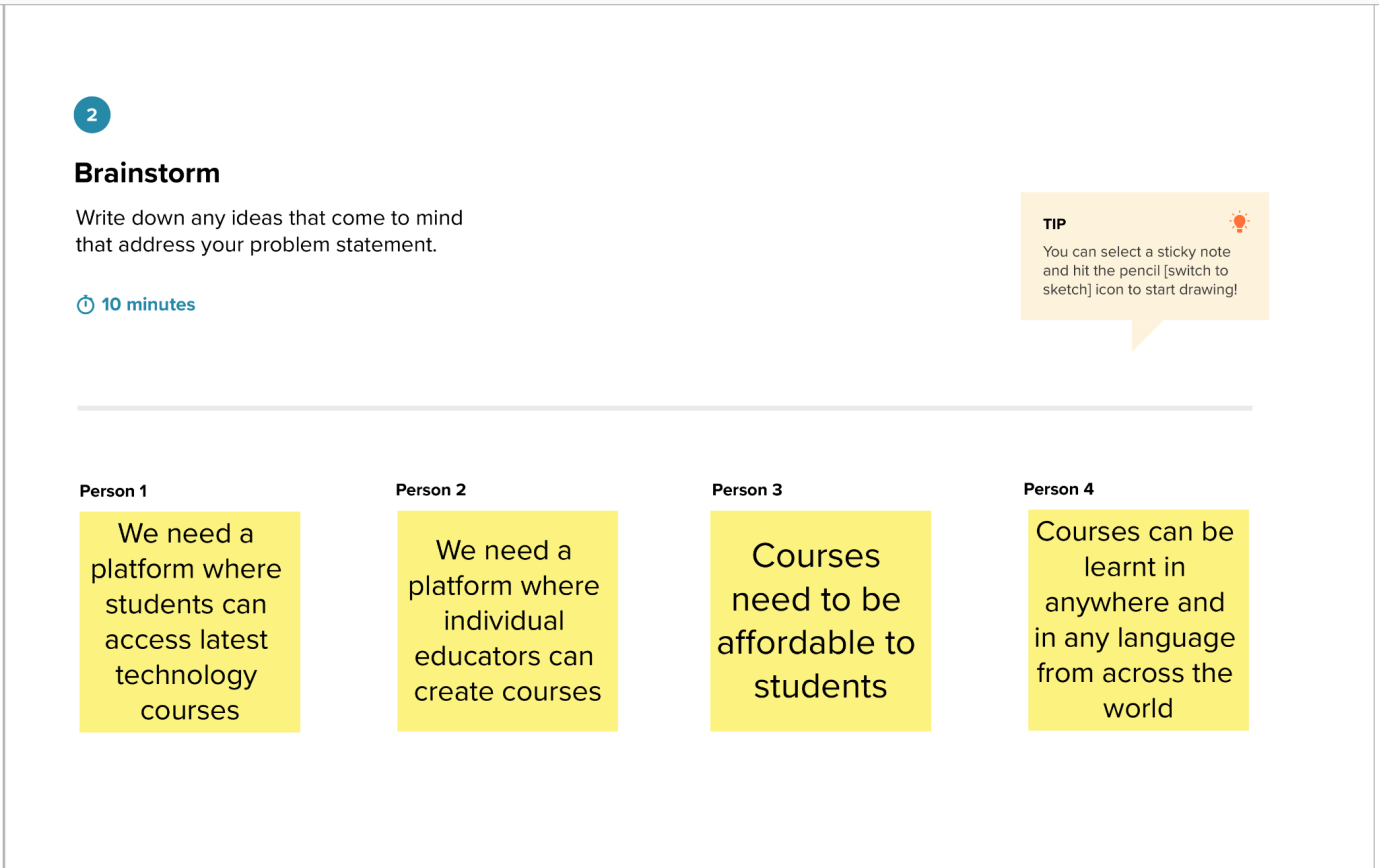 2
Brainstorm
Write down any ideas that come to mind
that address your problem statement.
10 minutes
TIP
You can select a sticky note
and hit the pencil [switch to
sketch] icon to start drawing!
Person 1
We need a
platform where
students can
access latest
technology
courses
Person 2
We need a
platform where
individual
educators can
create courses
Person 3
Courses
need to be
affordable to
students
Person 4
Courses can be
learnt in
anywhere and
in any language
from across the
world